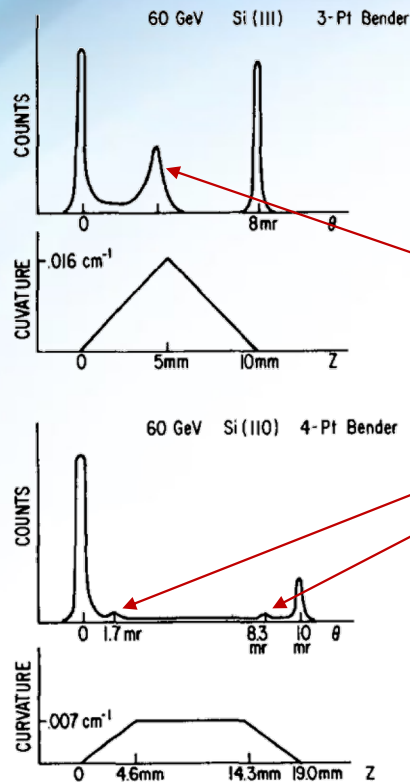 60 GeV Si (111) 3-Pt Bender
COUNTS
0 8mr θ
CUVATURE
.016 cm⁻¹
0 5mm 10mm Z
60 GeV Si (110) 4-Pt Bender
COUNTS
0 1.7 mr 8.3 mr 10 mr θ
CURVATURE
.007 cm⁻¹
0 4.6mm 14.3mm 19.0mm Z